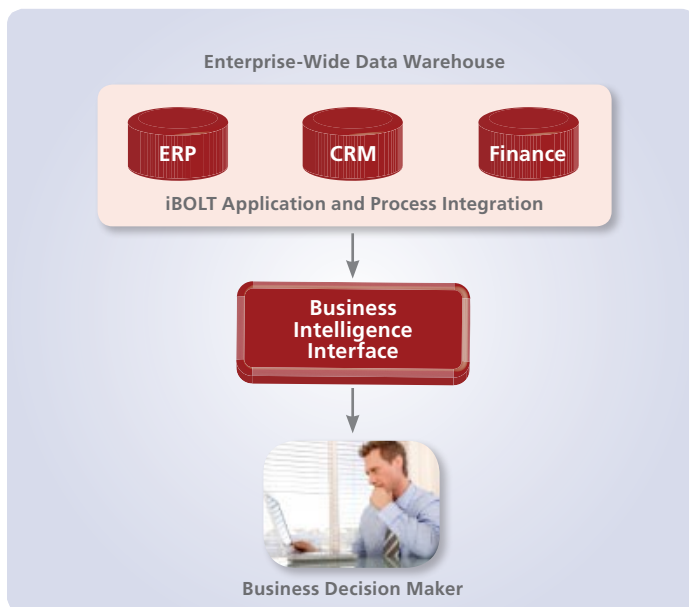 Enterprise-Wide Data Warehouse
ERP
CRM
Finance
iBOLT Application and Process Integration
Business
Intelligence
Interface
Business Decision Maker